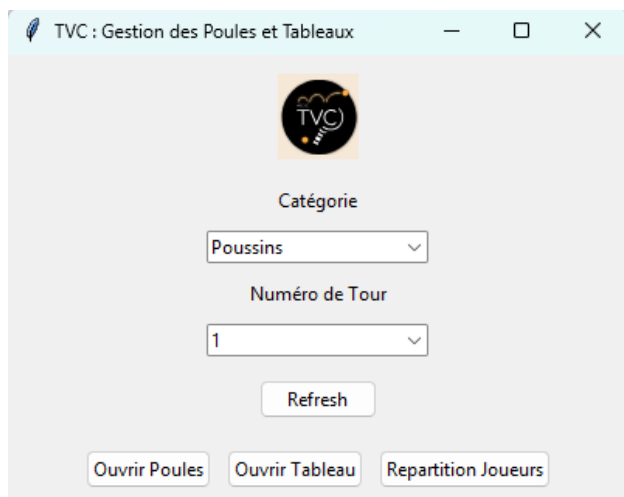 TVC : Gestion des Poules et Tableaux
TVC
Catégorie
Poussins
Numéro de Tour
1
Refresh
Ouvrir Poules Ouvrir Tableau Repartition Joueurs